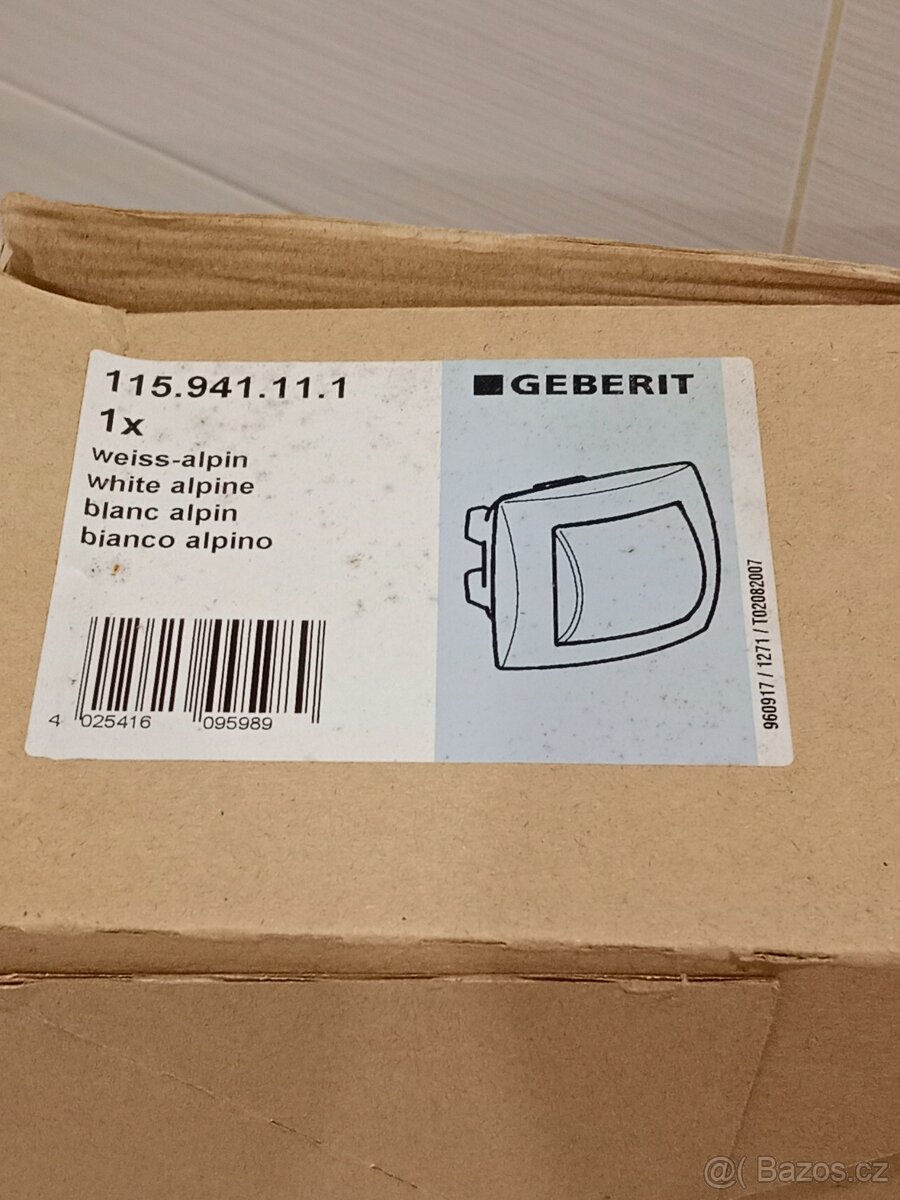 115.941.11.1
1x
weiss-alpin
white alpine
blanc alpin
bianco alpino
4 025416 095989
GEBERIT
960917 / 1271 / T02082007
@( Bazos.cz